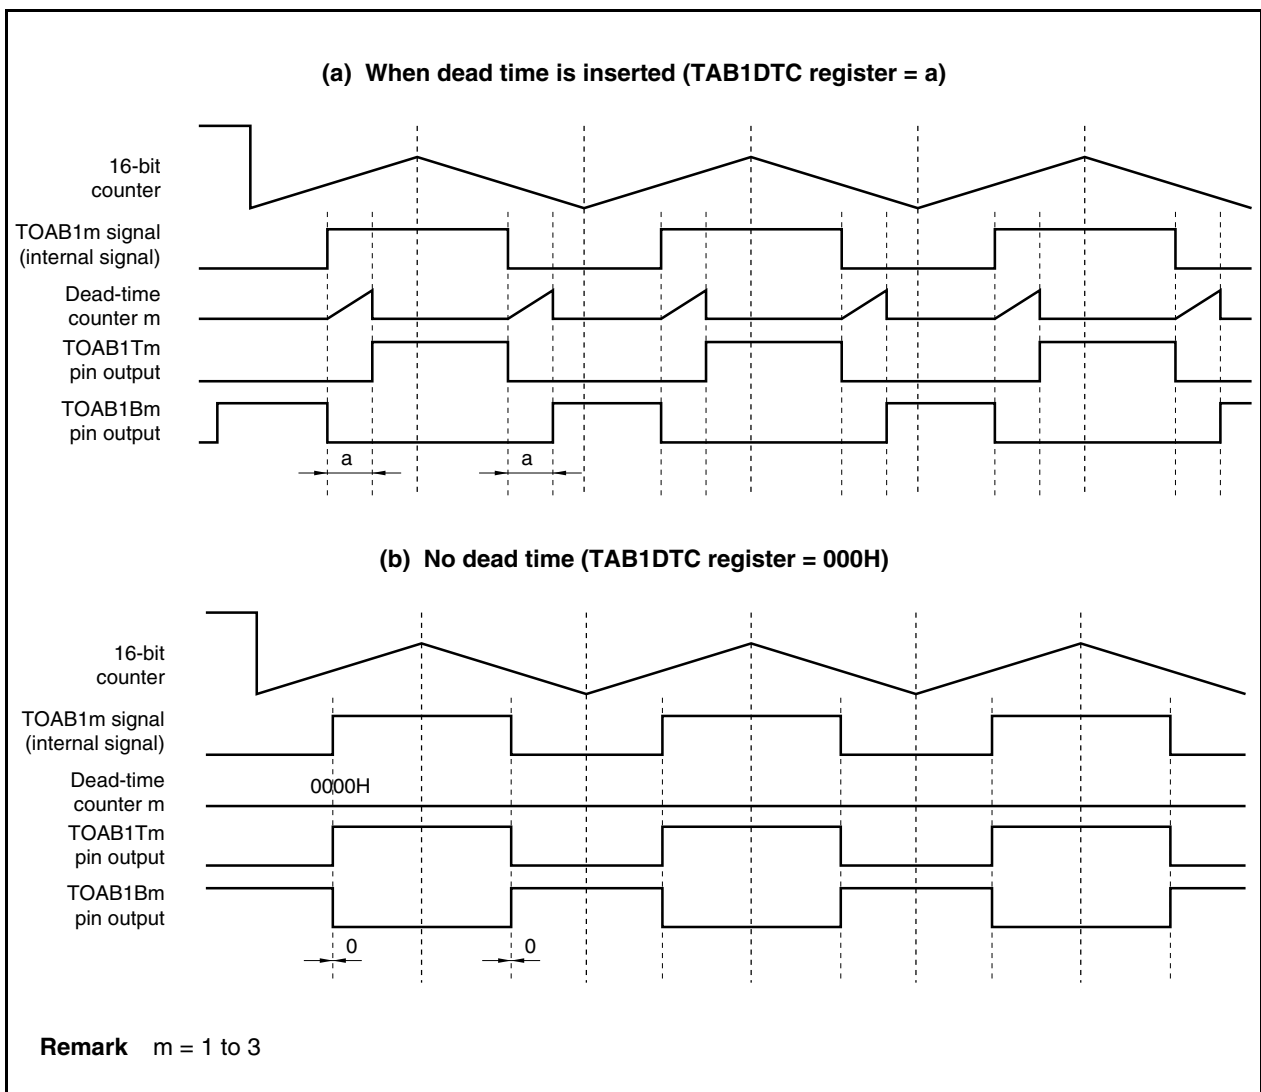 (a) When dead time is inserted (TAB1DTC register = a)
16-bit
counter
TOAB1m signal
(internal signal)
Dead-time
counter m
TOAB1Tm
pin output
TOAB1Bm
pin output
a
a
(b) No dead time (TAB1DTC register = 000H)
16-bit
counter
TOAB1m signal
(internal signal)
Dead-time
counter m
0000H
TOAB1Tm
pin output
TOAB1Bm
pin output
0
0
Remark m = 1 to 3